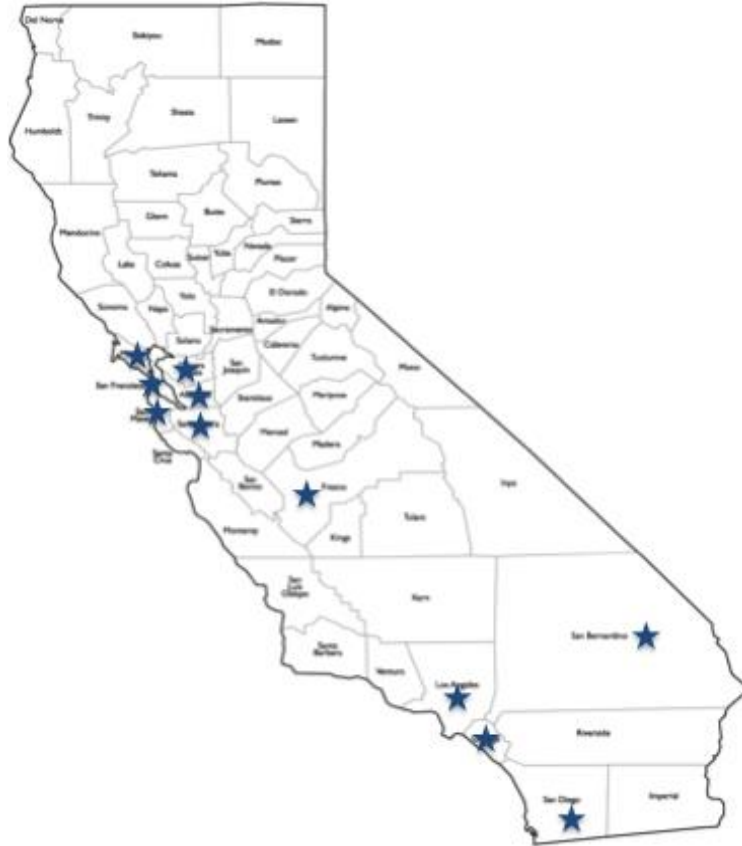 Del Norte
Siskiyou
Modoc
Humboldt
Trinity
Shasta
Lassen
Tehama
Plumas
Mendocino
Glenn
Butte
Sierra
Lake
Colusa
Sutter
Yuba
Nevada
Placer
Sonoma
Napa
Yolo
El Dorado
Sacramento
Amador
Alpine
Solano
Calaveras
Tuolumne
Mono
San Francisco
San
Joaquin
Stanislaus
Mariposa
Merced
Madera
Santa
Cruz
San
Benito
Fresno
Inyo
Monterey
Kings
Tulare
San
Luis
Obispo
Kern
San Bernardino
Santa
Barbara
Ventura
Los Angeles
Riverside
San Diego
Imperial